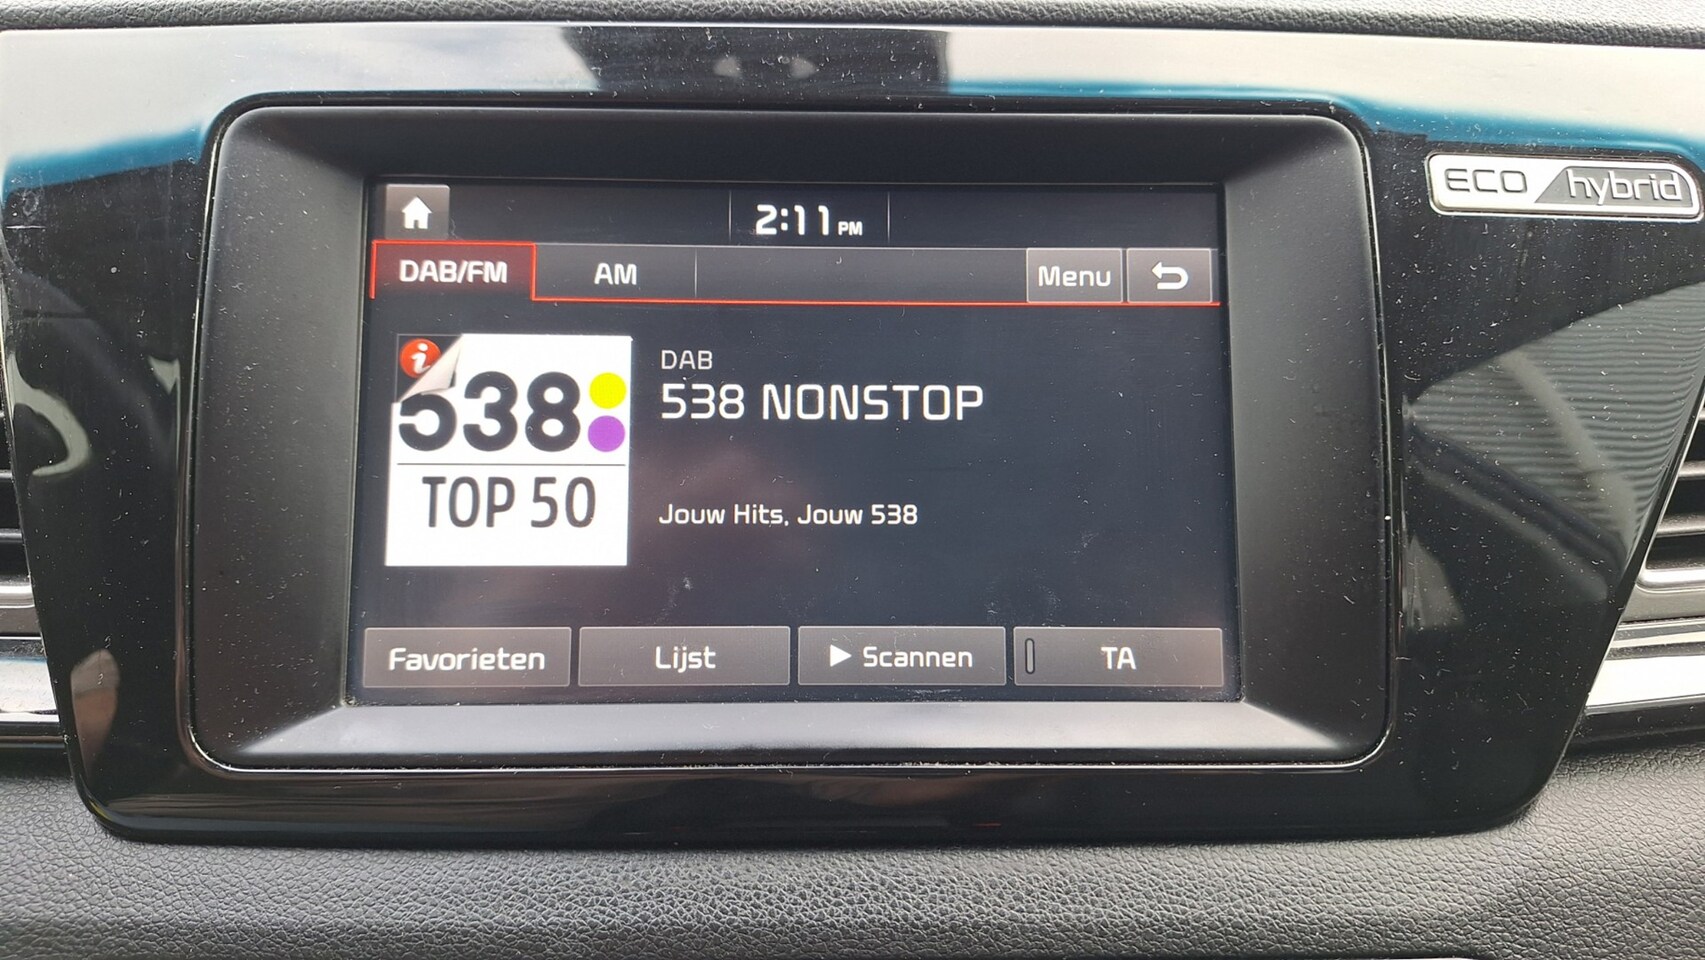 2:11 PM
ECO hybrid
DAB/FM
AM
Menu
i
538
TOP 50
DAB
538 NONSTOP
Jouw Hits, Jouw 538
Favorieten
Lijst
Scannen
TA